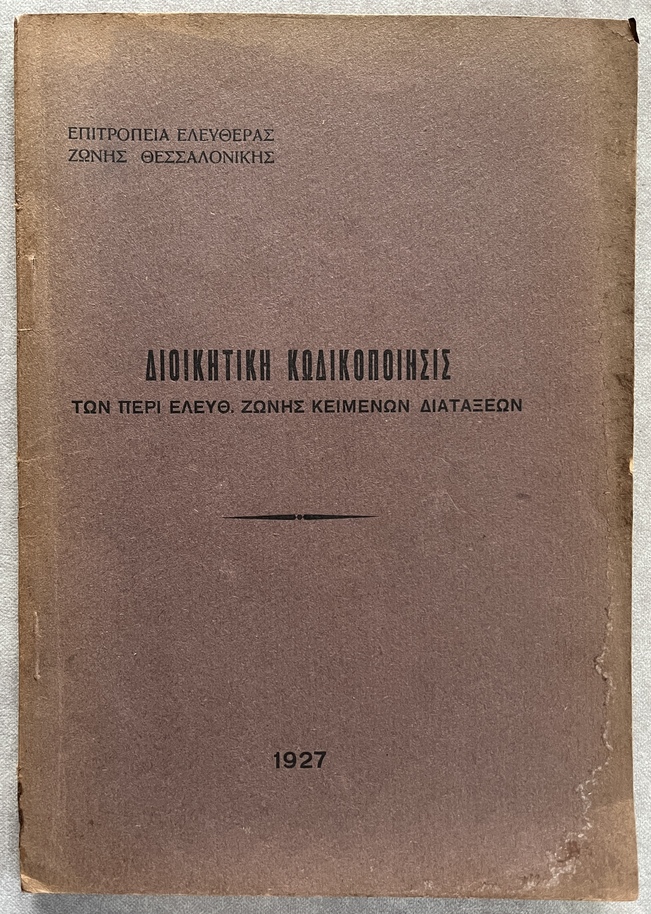 ΕΠΙΤΡΟΠΕΙΑ ΕΛΕΥΘΕΡΑΣ
ΖΩΝΗΣ ΘΕΣΣΑΛΟΝΙΚΗΣ
ΔΙΟΙΚΗΤΙΚΗ ΚΩΔΙΚΟΠΟΙΗΣΙΣ
ΤΩΝ ΠΕΡΙ ΕΛΕΥΘ. ΖΩΝΗΣ ΚΕΙΜΕΝΩΝ ΔΙΑΤΑΞΕΩΝ
1927